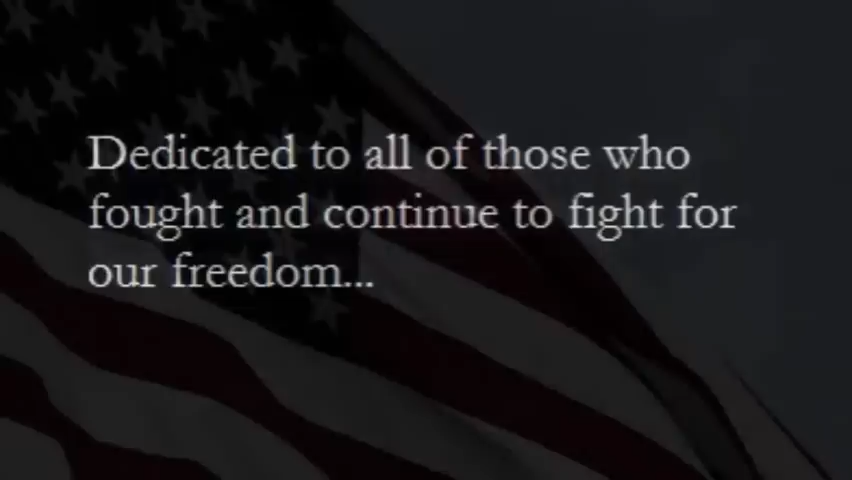 Dedicated to all of those who
fought and continue to fight for
our freedom...